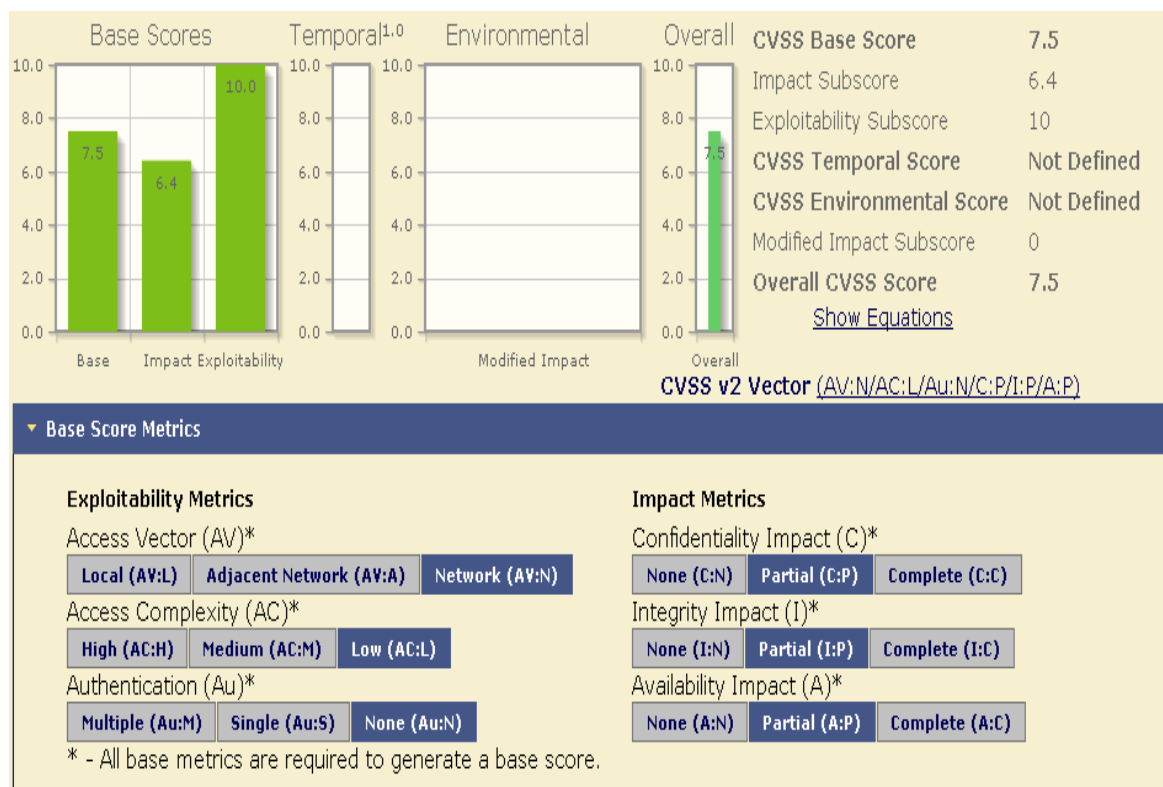 Base Scores
Temporal1.0
Environmental
Overall
10.0
8.0
6.0
4.0
2.0
0.0
7.5
6.4
10.0
Base
Impact
Exploitability
10.0
8.0
6.0
4.0
2.0
0.0
10.0
8.0
6.0
4.0
2.0
0.0
Modified Impact
10.0
8.0
6.0
4.0
2.0
0.0
7.5
Overall
CVSS Base Score 7.5
Impact Subscore 6.4
Exploitability Subscore 10
CVSS Temporal Score Not Defined
CVSS Environmental Score Not Defined
Modified Impact Subscore 0
Overall CVSS Score 7.5
Show Equations
CVSS v2 Vector (AV:N/AC:L/Au:N/C:P/I:P/A:P)
Base Score Metrics
Exploitability Metrics
Access Vector (AV)*
Local (AV:L) Adjacent Network (AV:A) Network (AV:N)
Access Complexity (AC)*
High (AC:H) Medium (AC:M) Low (AC:L)
Authentication (Au)*
Multiple (Au:M) Single (Au:S) None (Au:N)
* - All base metrics are required to generate a base score.
Impact Metrics
Confidentiality Impact (C)*
None (C:N) Partial (C:P) Complete (C:C)
Integrity Impact (I)*
None (I:N) Partial (I:P) Complete (I:C)
Availability Impact (A)*
None (A:N) Partial (A:P) Complete (A:C)